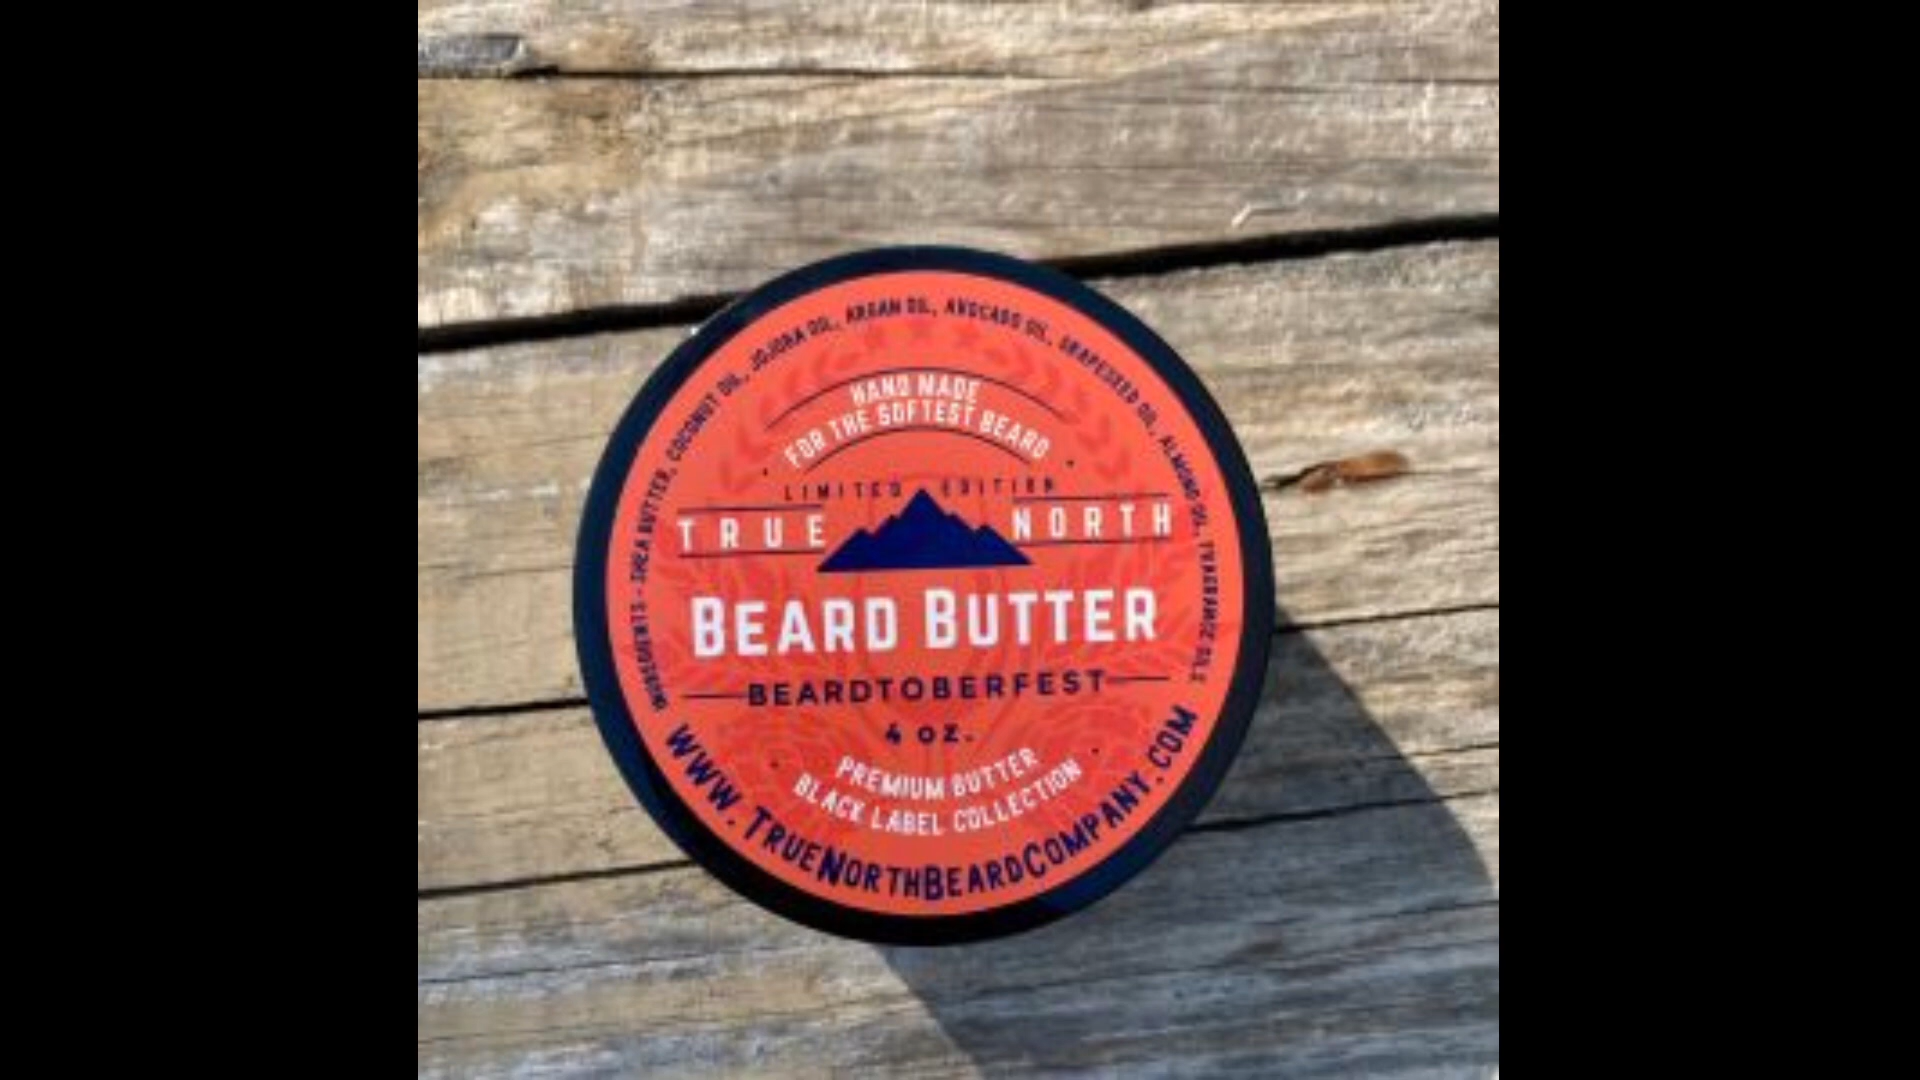 INGREDIENTS - SHEA BUTTER, COCONUT OIL, JOJOBA OIL, ARGAN OIL, AVOCADO OIL, GRAPESEED OIL, ALMOND OIL, FRAGRANCE OILS
HAND MADE
FOR THE SOFTEST BEARD
LIMITED EDITION
TRUE NORTH
BEARD BUTTER
BEARDTOBERFEST
4 OZ.
PREMIUM BUTTER
BLACK LABEL COLLECTION
WWW.TRUENORTHBEARDCOMPANY.COM